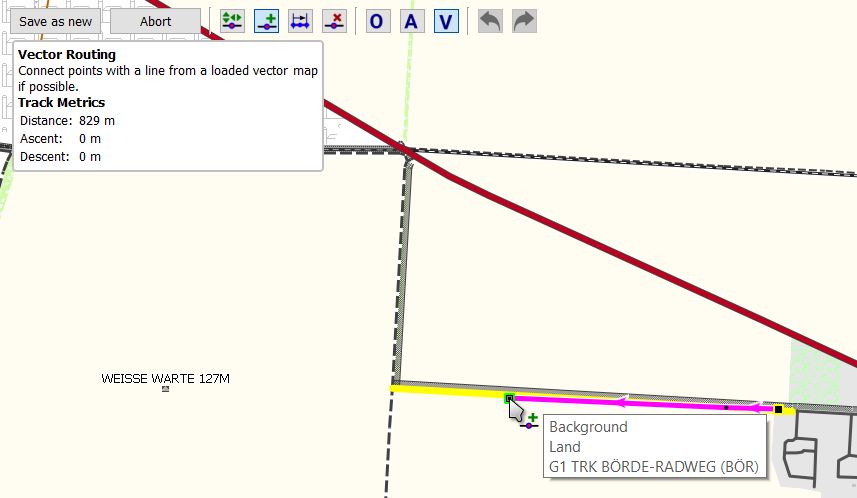 Save as new
Abort
O A V
Vector Routing
Connect points with a line from a loaded vector map
if possible.
Track Metrics
Distance: 829 m
Ascent: 0 m
Descent: 0 m
WEISSE WARTE 127M
Background
Land
G1 TRK BÖRDE-RADWEG (BÖR)